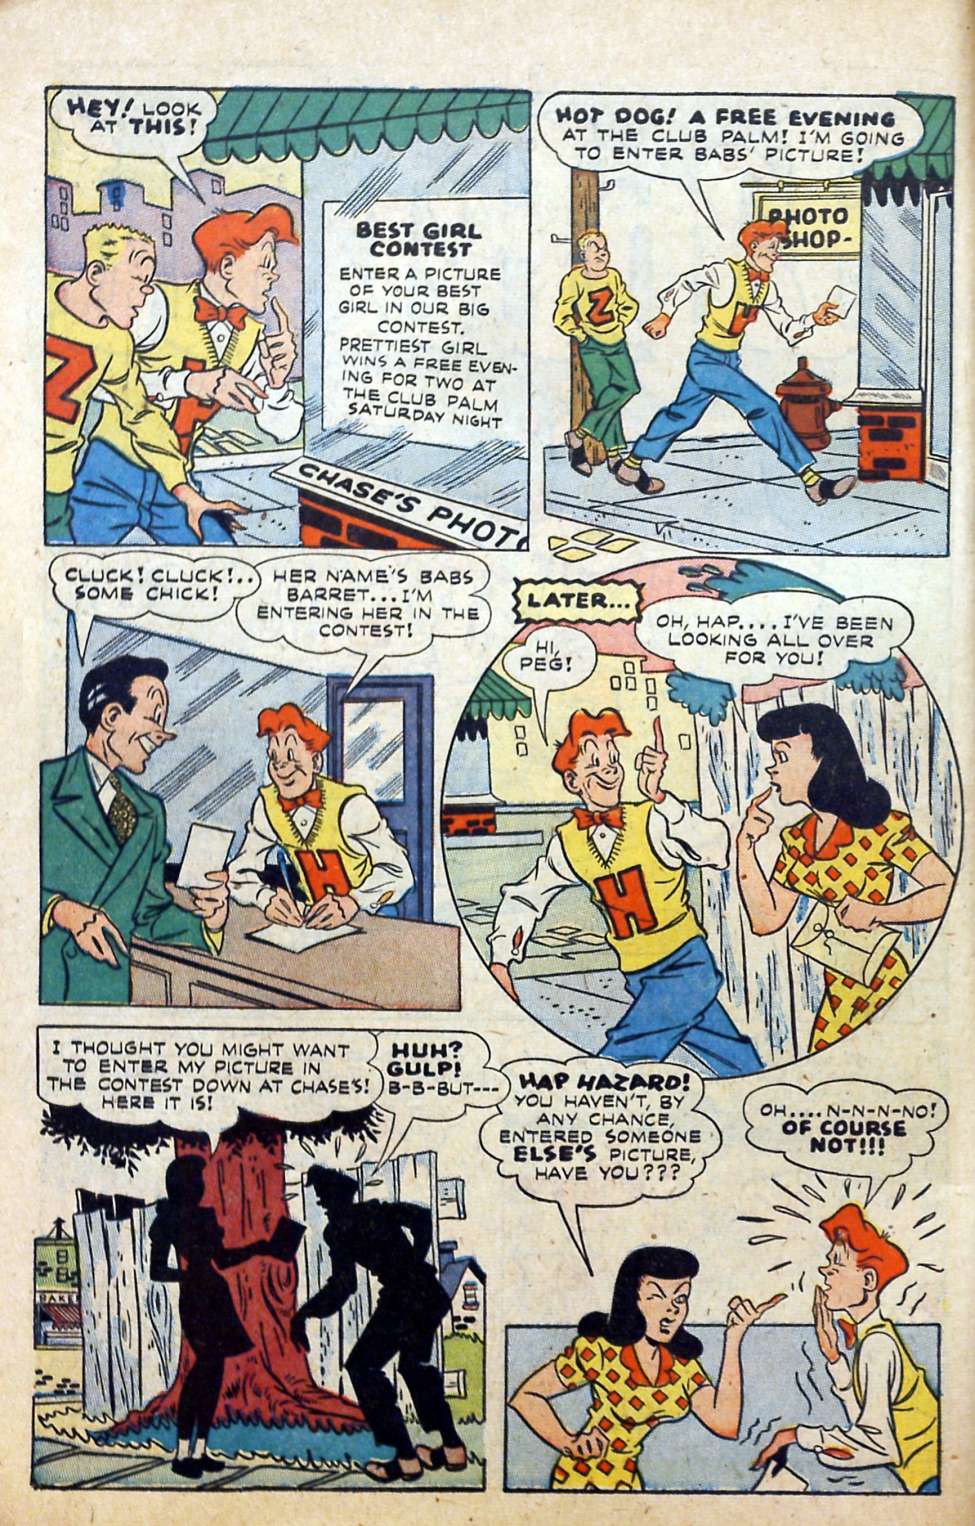 HEY! LOOK
AT THIS!
BEST GIRL
CONTEST
ENTER A PICTURE
OF YOUR BEST
GIRL IN OUR BIG
CONTEST.
PRETTIEST GIRL
WINS A FREE EVEN-
ING FOR TWO AT
THE CLUB PALM
SATURDAY NIGHT
CHASE'S PHOTO
Z
HOT DOG! A FREE EVENING
AT THE CLUB PALM! I'M GOING
TO ENTER BABS' PICTURE!
PHOTO
SHOP-
Z
H
CLUCK! CLUCK!..
SOME CHICK!
HER NAME'S BABS
BARRET...I'M
ENTERING HER IN THE
CONTEST!
H
LATER...
HI,
PEG!
OH, HAP....I'VE BEEN
LOOKING ALL OVER
FOR YOU!
H
I THOUGHT YOU MIGHT WANT
TO ENTER MY PICTURE IN
THE CONTEST DOWN AT CHASE'S!
HERE IT IS!
HUH?
GULP!
B-B-BUT---
BAKE
HAP HAZARD!
YOU HAVEN'T, BY
ANY CHANCE,
ENTERED SOMEONE
ELSE'S PICTURE,
HAVE YOU???
OH....N-N-N-NO!
OF COURSE
NOT!!!